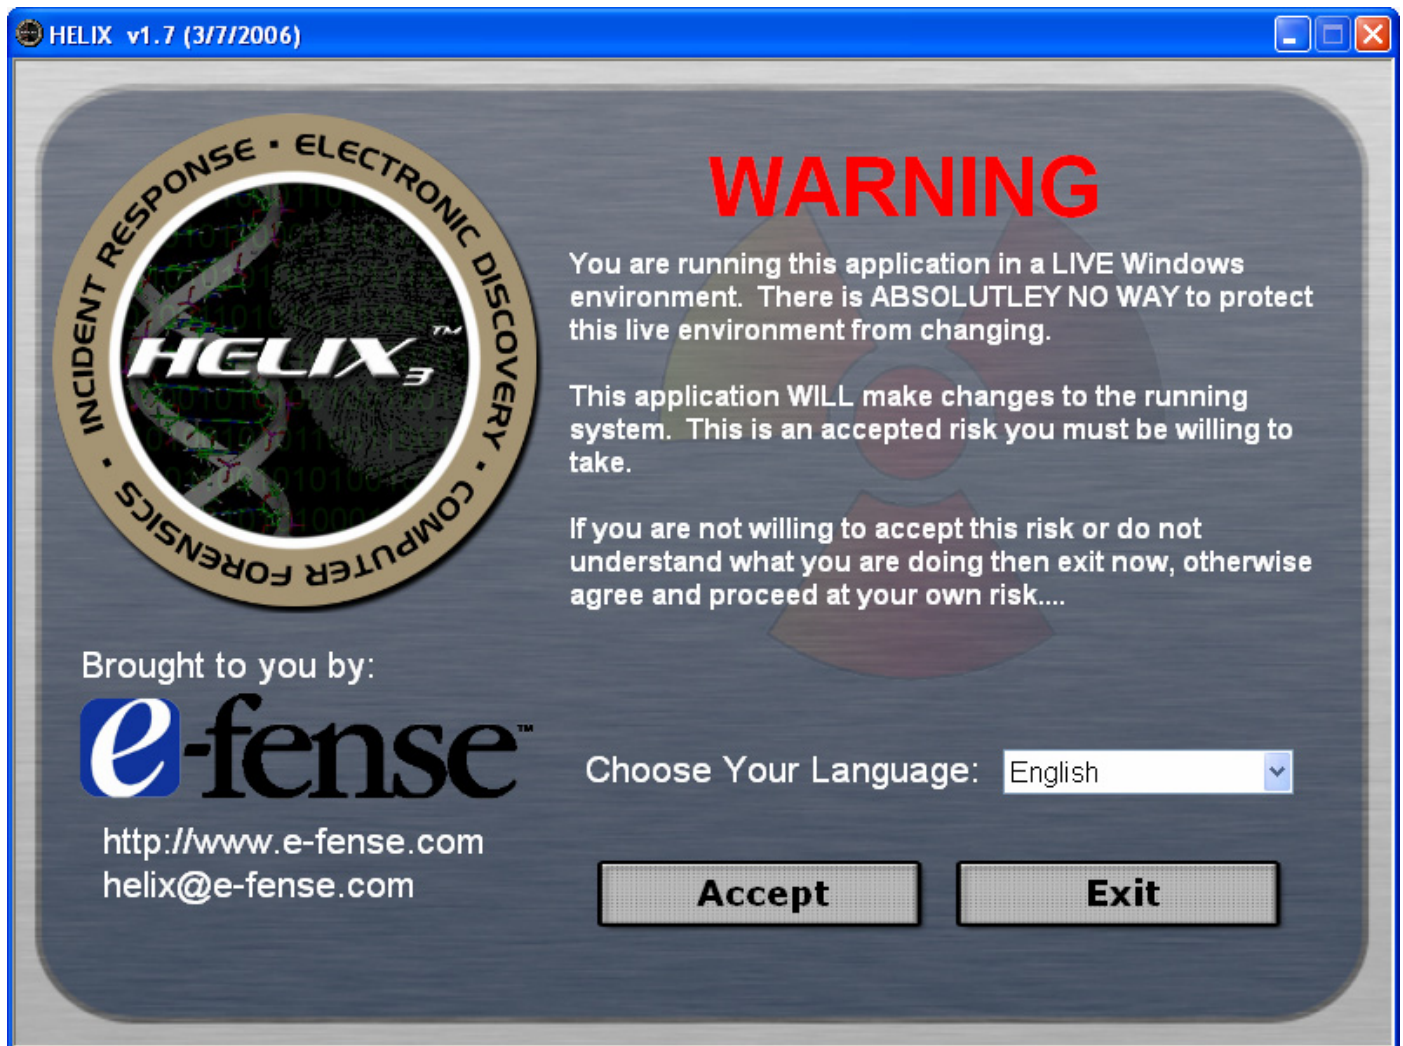 HELIX v1.7 (3/7/2006)
INCIDENT RESPONSE · ELECTRONIC DISCOVERY · COMPUTER FORENSICS ·
HELIX3™
WARNING
You are running this application in a LIVE Windows
environment.  There is ABSOLUTLEY NO WAY to protect
this live environment from changing.
This application WILL make changes to the running
system.  This is an accepted risk you must be willing to
take.
If you are not willing to accept this risk or do not
understand what you are doing then exit now, otherwise
agree and proceed at your own risk....
Brought to you by:
e-fense™
http://www.e-fense.com
helix@e-fense.com
Choose Your Language: English
Accept Exit